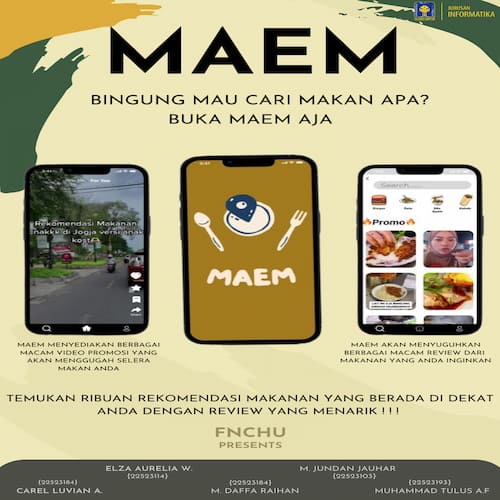 JURUSAN
INFORMATIKA
MAEM
BINGUNG MAU CARI MAKAN APA?
BUKA MAEM AJA
For You
Rekomendasi Makanan
nakkk di Jogja versi anak
kost
MAEM
Search......
🔥Promo🔥
MAEM MENYEDIAKAN BERBAGAI
MACAM VIDEO PROMOSI YANG
AKAN MENGGUGAH SELERA
MAKAN ANDA
MAEM AKAN MENYUGUHKAN
BERBAGAI MACAM REVIEW DARI
MAKANAN YANG ANDA INGINKAN
TEMUKAN RIBUAN REKOMENDASI MAKANAN YANG BERADA DI DEKAT
ANDA DENGAN REVIEW YANG MENARIK ! ! !
FNCHU
PRESENTS
ELZA AURELIA W.
(22523114)
M. JUNDAN JAUHAR
(22523103)
(22523184)
CAREL LUVIAN A.
(22523184)
M. DAFFA RAIHAN
(22523193)
MUHAMMAD TULUS A.F